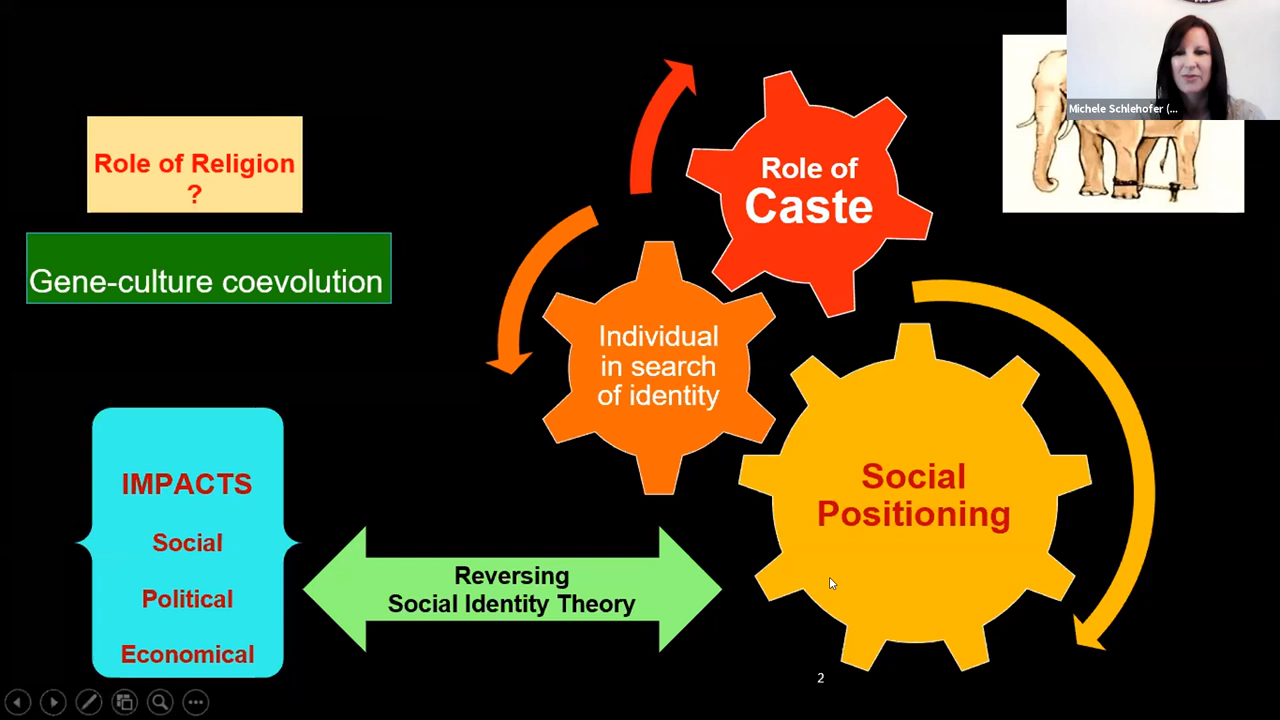 Michele Schlehofer (...
Role of Religion
?
Gene-culture coevolution
Role of
Caste
Individual
in search
of identity
Social
Positioning
IMPACTS
Social
Political
Economical
Reversing
Social Identity Theory
2